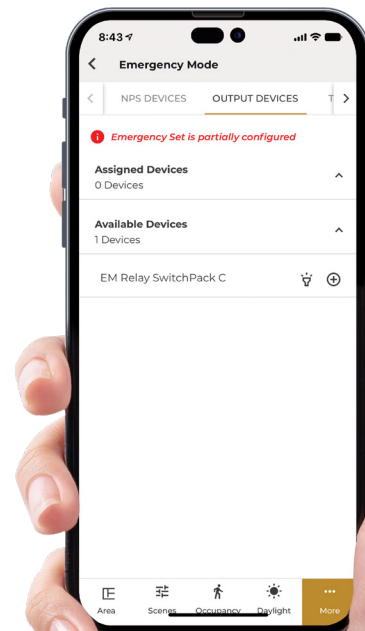 8:43
Emergency Mode
NPS DEVICES OUTPUT DEVICES T
Emergency Set is partially configured
Assigned Devices
0 Devices
Available Devices
1 Devices
EM Relay SwitchPack C
Area Scenes Occupancy Daylight More